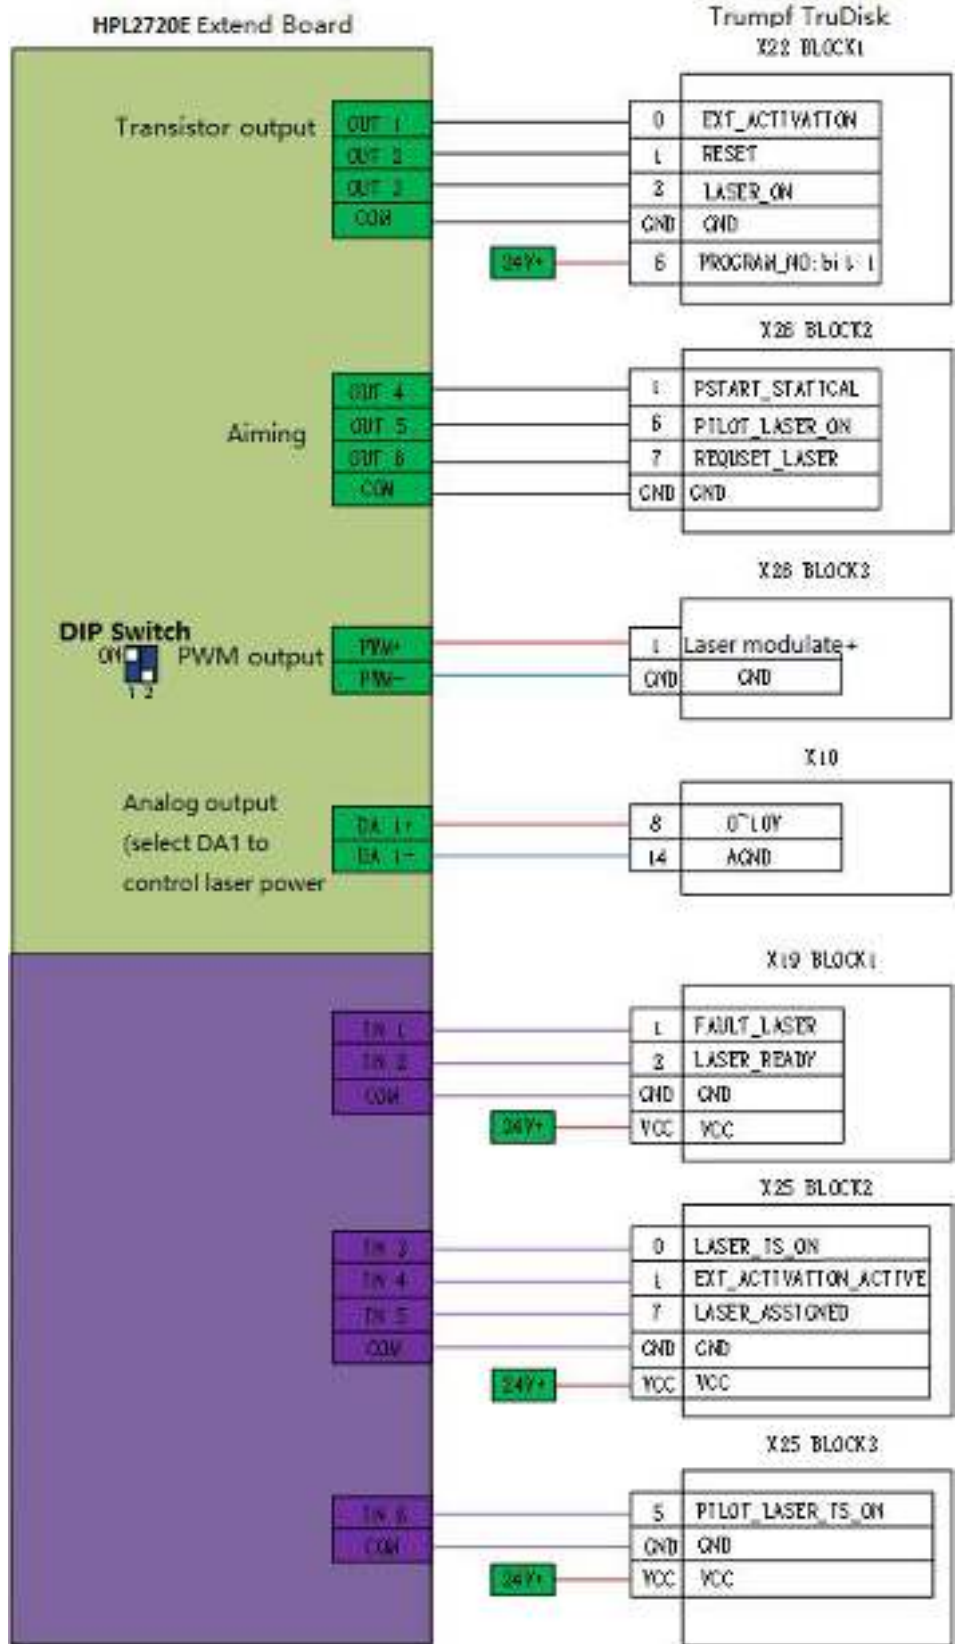 HPL2720E Extend Board
Trumpf TruDisk
X22 BLOCK1
Transistor output
OUT 1 0 EXT_ACTIVATION
OUT 2 1 RESET
OUT 3 2 LASER_ON
COM GND GND
24V+ 6 PROGRAM_NO:bit 1
X26 BLOCK2
Aiming
OUT 4 1 PSTART_STATICAL
OUT 5 6 PILOT_LASER_ON
OUT 6 7 REQUSET_LASER
COM GND GND
X26 BLOCK3
DIP Switch
ON
1 2
PWM output
PWM+ 1 Laser modulate+
PWM- GND GND
X10
Analog output
(select DA1 to
control laser power
DA 1+ 8 0~10V
DA 1- 14 AGND
X19 BLOCK1
IN 1 1 FAULT_LASER
IN 2 2 LASER_READY
COM GND GND
24V+ VCC VCC
X25 BLOCK2
IN 3 0 LASER_IS_ON
IN 4 1 EXT_ACTIVATION_ACTIVE
IN 5 7 LASER_ASSIGNED
COM GND GND
24V+ VCC VCC
X25 BLOCK3
IN 6 5 PILOT_LASER_IS_ON
COM GND GND
24V+ VCC VCC